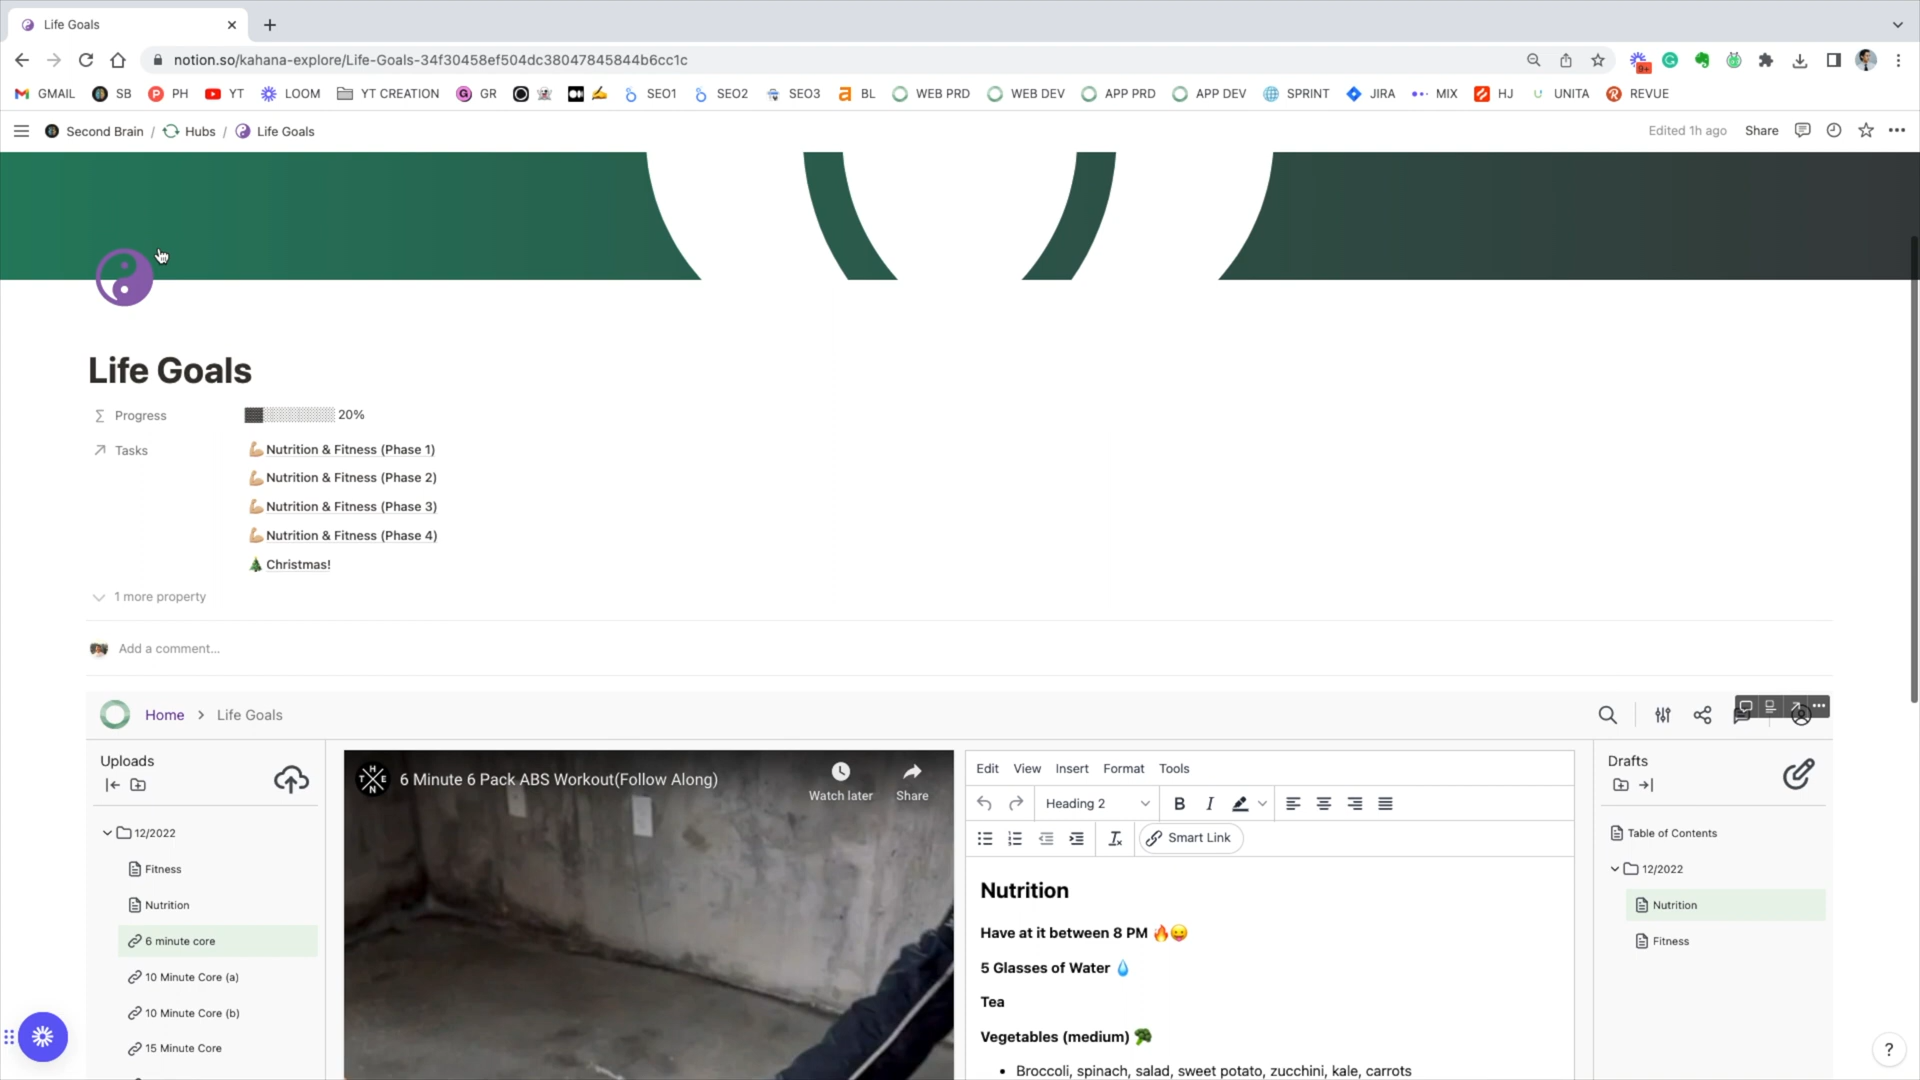 Life Goals
notion.so/kahana-explore/Life-Goals-34f30458ef504dc38047845844b6cc1c
9+
GMAIL SB PH YT LOOM YT CREATION GR SEO1 SEO2 SEO3 BL WEB PRD WEB DEV APP PRD APP DEV SPRINT JIRA MIX HJ UNITA REVUE
Second Brain / Hubs / Life Goals
Edited 1h ago Share
Life Goals
Progress 20%
Tasks
Nutrition & Fitness (Phase 1)
Nutrition & Fitness (Phase 2)
Nutrition & Fitness (Phase 3)
Nutrition & Fitness (Phase 4)
Christmas!
1 more property
Add a comment...
Home > Life Goals
Uploads
12/2022
Fitness
Nutrition
6 minute core
10 Minute Core (a)
10 Minute Core (b)
15 Minute Core
THEN
X
6 Minute 6 Pack ABS Workout(Follow Along)
Watch later
Share
Edit View Insert Format Tools
Heading 2 B I
Smart Link
Nutrition
Have at it between 8 PM 🔥😛
5 Glasses of Water 💧
Tea
Vegetables (medium) 🥦
• Broccoli, spinach, salad, sweet potato, zucchini, kale, carrots
Drafts
Table of Contents
12/2022
Nutrition
Fitness
?